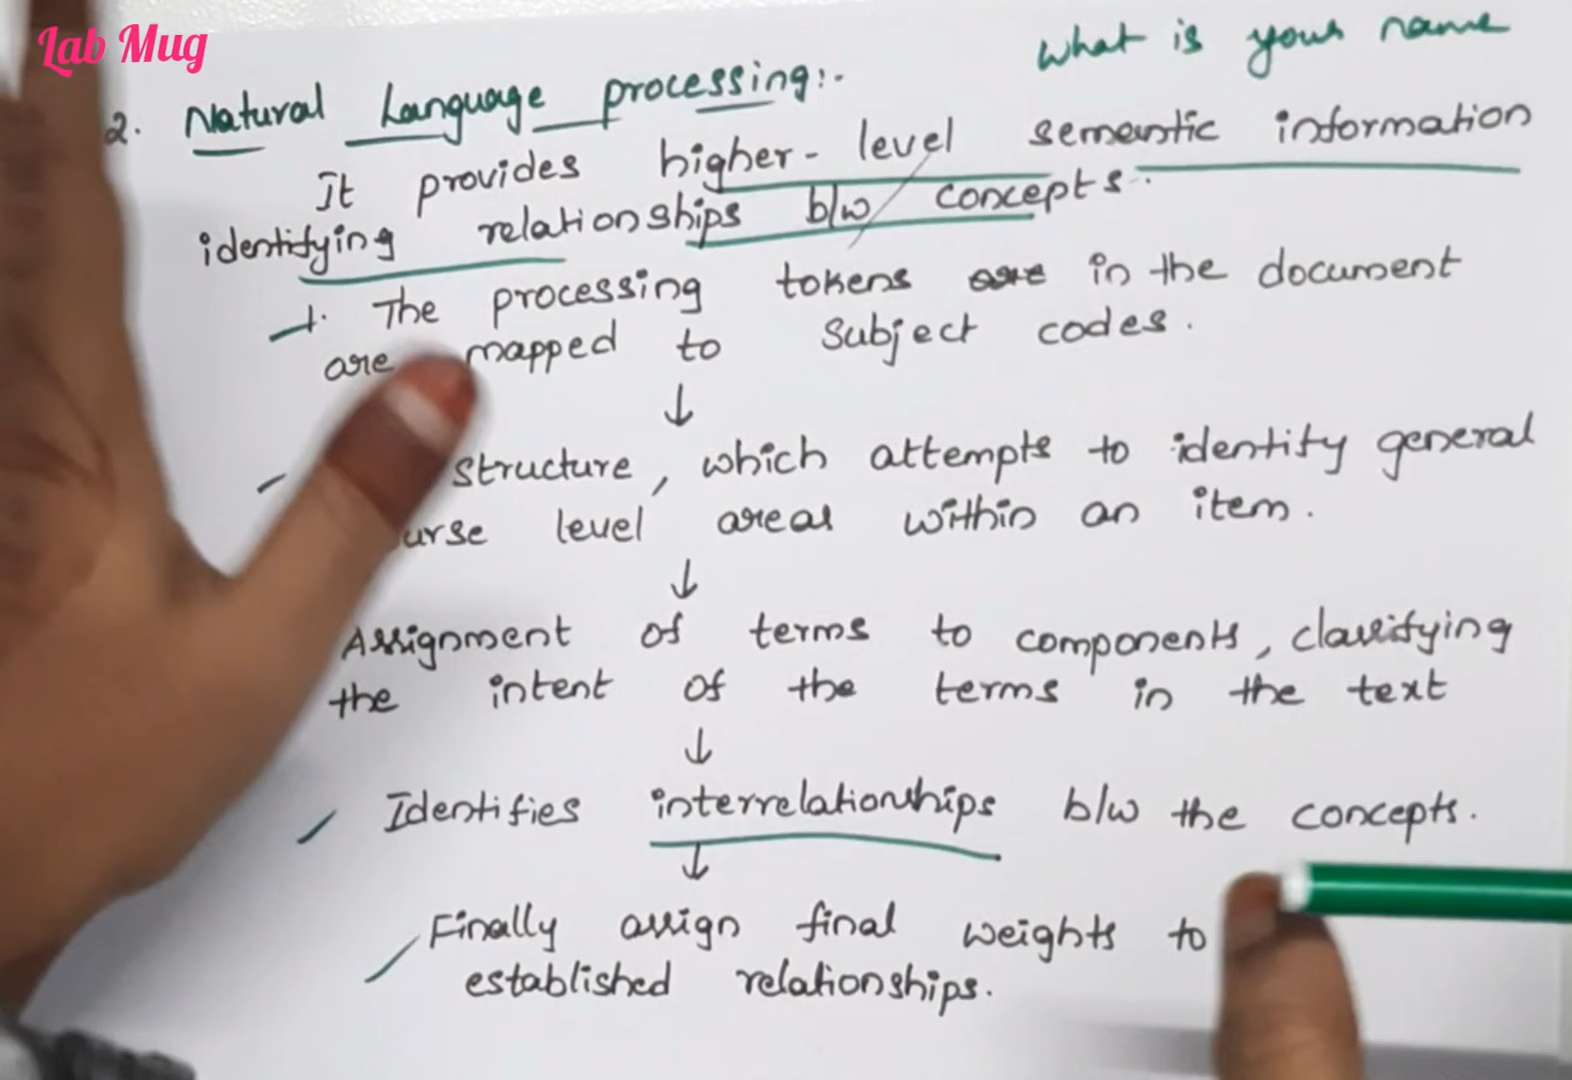 Lab Mug
what is your name
2. Natural Language processing:-
It provides higher-level semantic information
identifying relationships b/w concepts.
1. The processing tokens in the document
are mapped to Subject codes.
↓
structure, which attempts to identify general
urse level areas within an item.
↓
Assignment of terms to components, classifying
the intent of the terms in the text
↓
Identifies interrelationships b/w the concepts.
↓
Finally assign final weights to
established relationships.